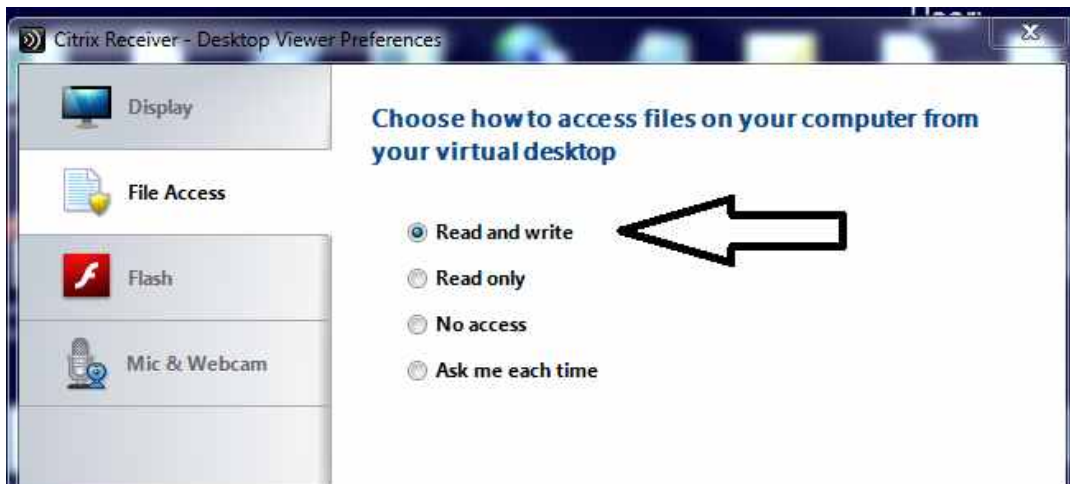 Citrix Receiver - Desktop Viewer Preferences
Display
File Access
Flash
Mic & Webcam
Choose how to access files on your computer from
your virtual desktop
Read and write
Read only
No access
Ask me each time